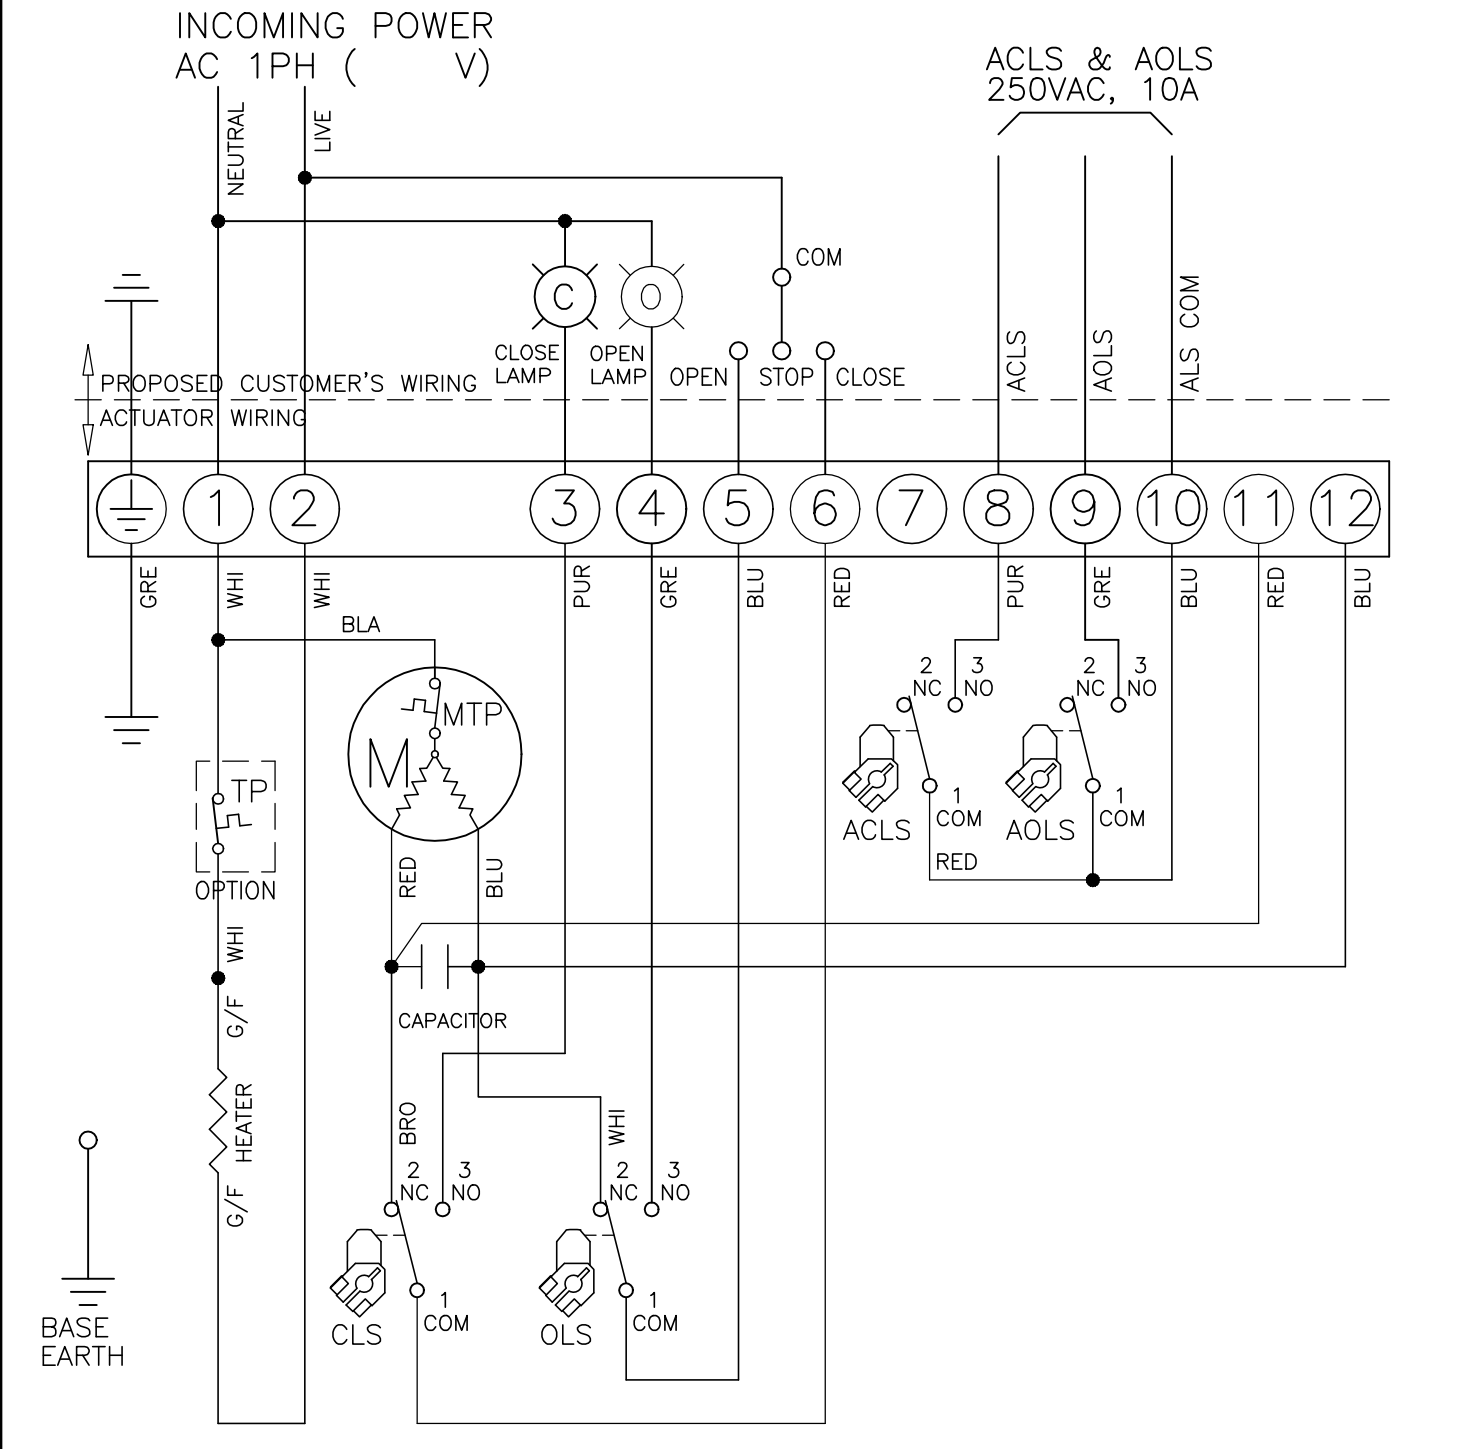 INCOMING POWER
AC 1PH ( V)
ACLS & AOLS
250VAC, 10A
NEUTRAL
LIVE
COM
C
O
CLOSE
LAMP
OPEN
LAMP
OPEN
STOP
CLOSE
ACLS
AOLS
ALS COM
PROPOSED CUSTOMER'S WIRING
ACTUATOR WIRING
1 2 3 4 5 6 7 8 9 10 11 12
GRE
WHI
WHI
PUR
GRE
BLU
RED
PUR
GRE
BLU
RED
BLU
BLA
MTP
M
2
NC
3
NO
2
NC
3
NO
TP
OPTION
ACLS
1
COM
AOLS
1
COM
RED
BLU
RED
WHI
G/F
CAPACITOR
HEATER
G/F
BRO
WHI
2
NC
3
NO
2
NC
3
NO
CLS
1
COM
OLS
1
COM
BASE
EARTH